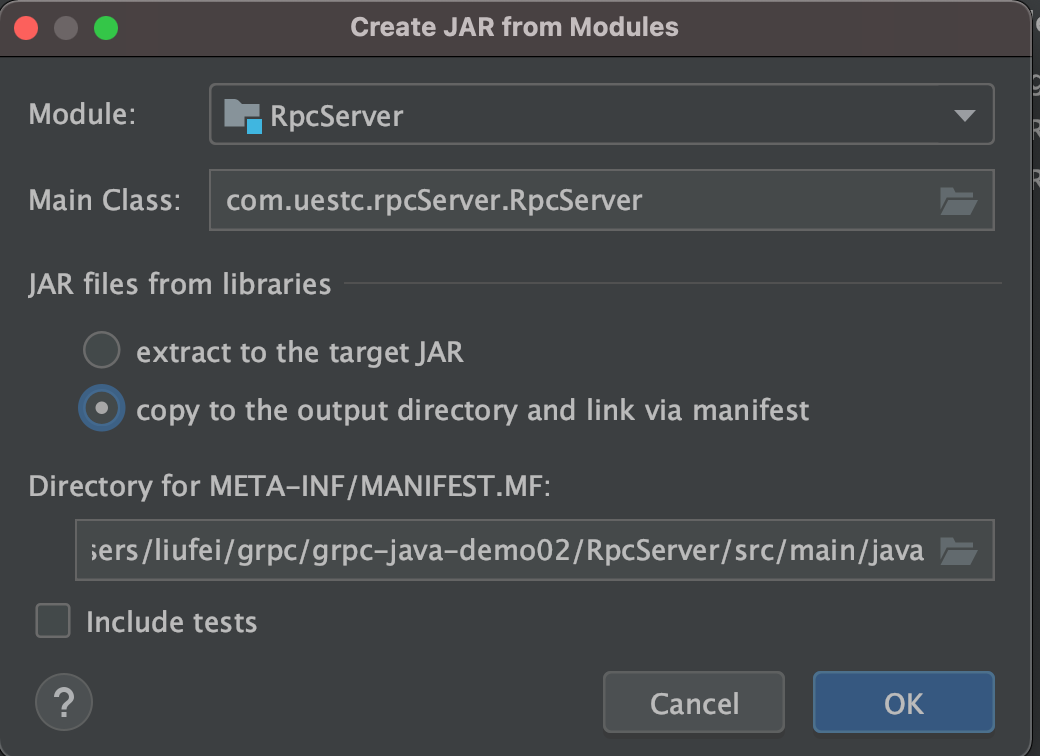 Create JAR from Modules
Module: RpcServer
Main Class: com.uestc.rpcServer.RpcServer
JAR files from libraries
extract to the target JAR
copy to the output directory and link via manifest
Directory for META-INF/MANIFEST.MF:
sers/liufei/grpc/grpc-java-demo02/RpcServer/src/main/java
Include tests
? Cancel OK